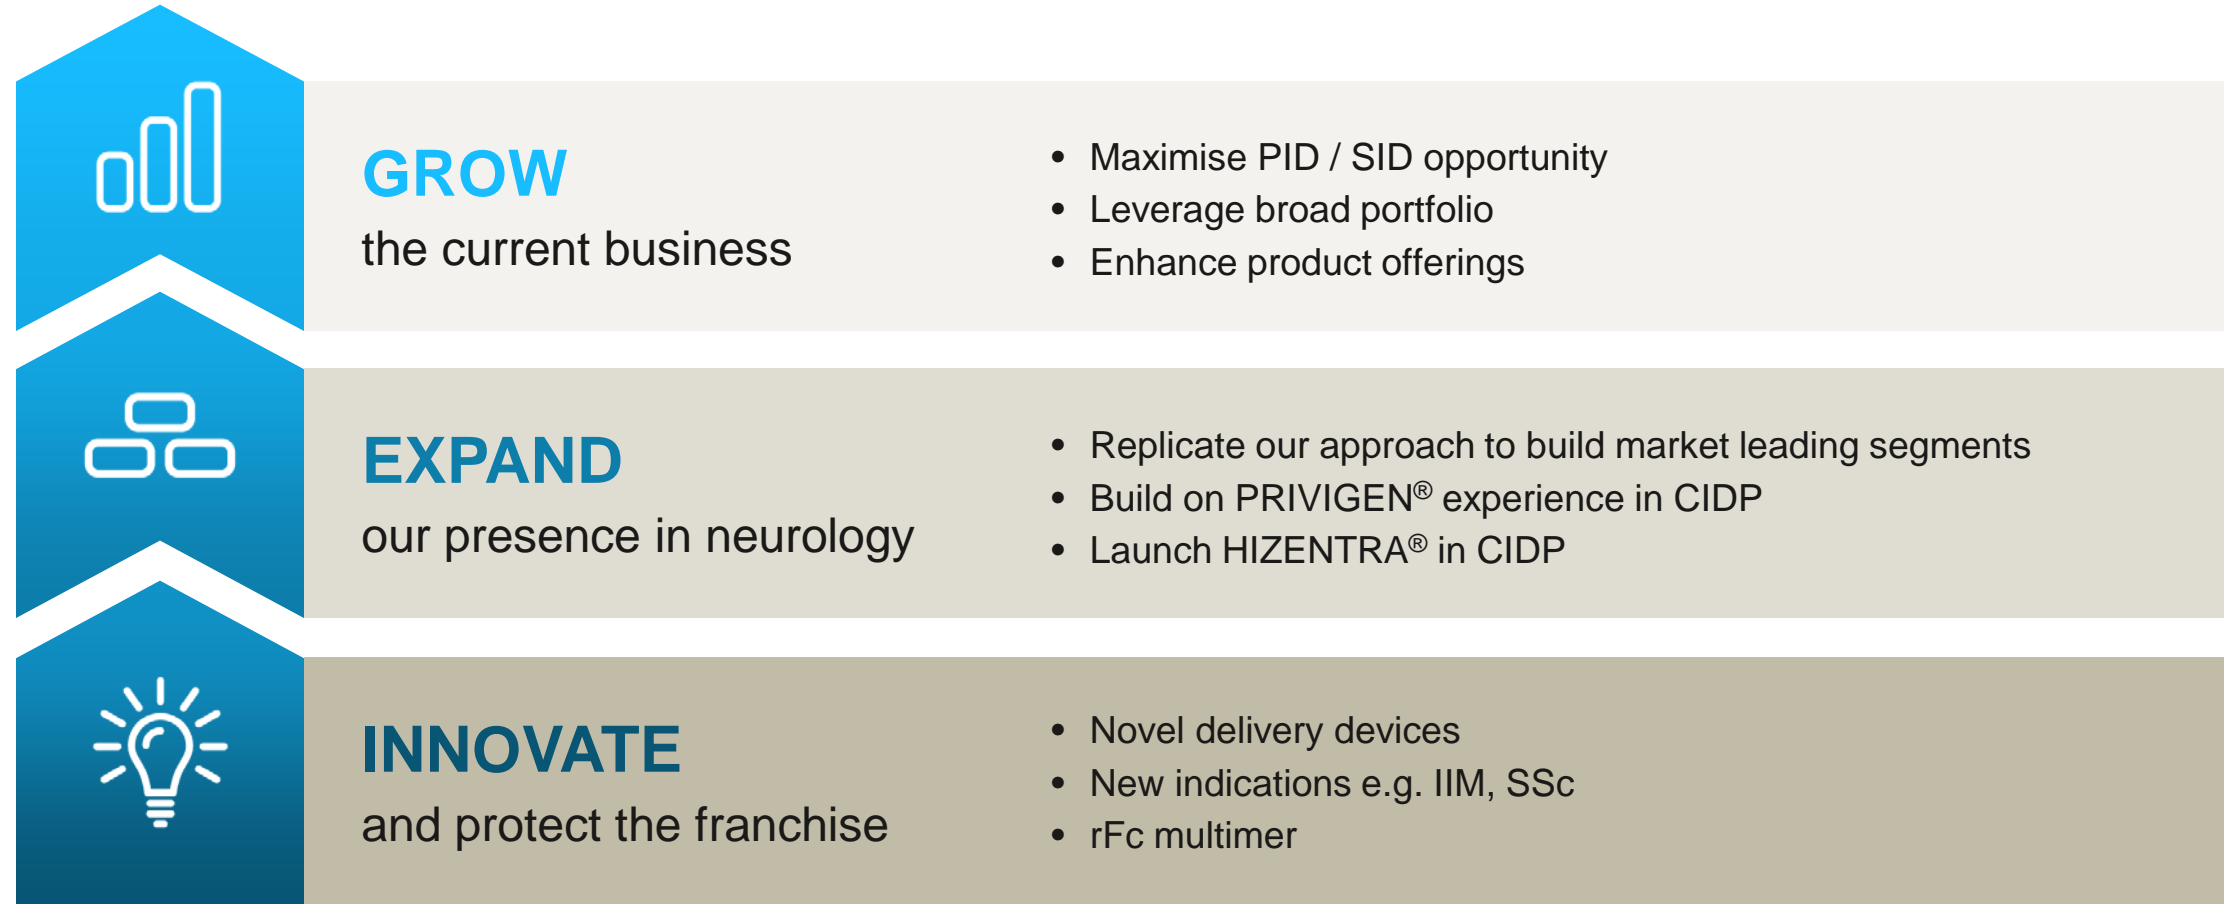 GROW
the current business
• Maximise PID / SID opportunity
• Leverage broad portfolio
• Enhance product offerings
EXPAND
our presence in neurology
• Replicate our approach to build market leading segments
• Build on PRIVIGEN® experience in CIDP
• Launch HIZENTRA® in CIDP
INNOVATE
and protect the franchise
• Novel delivery devices
• New indications e.g. IIM, SSc
• rFc multimer